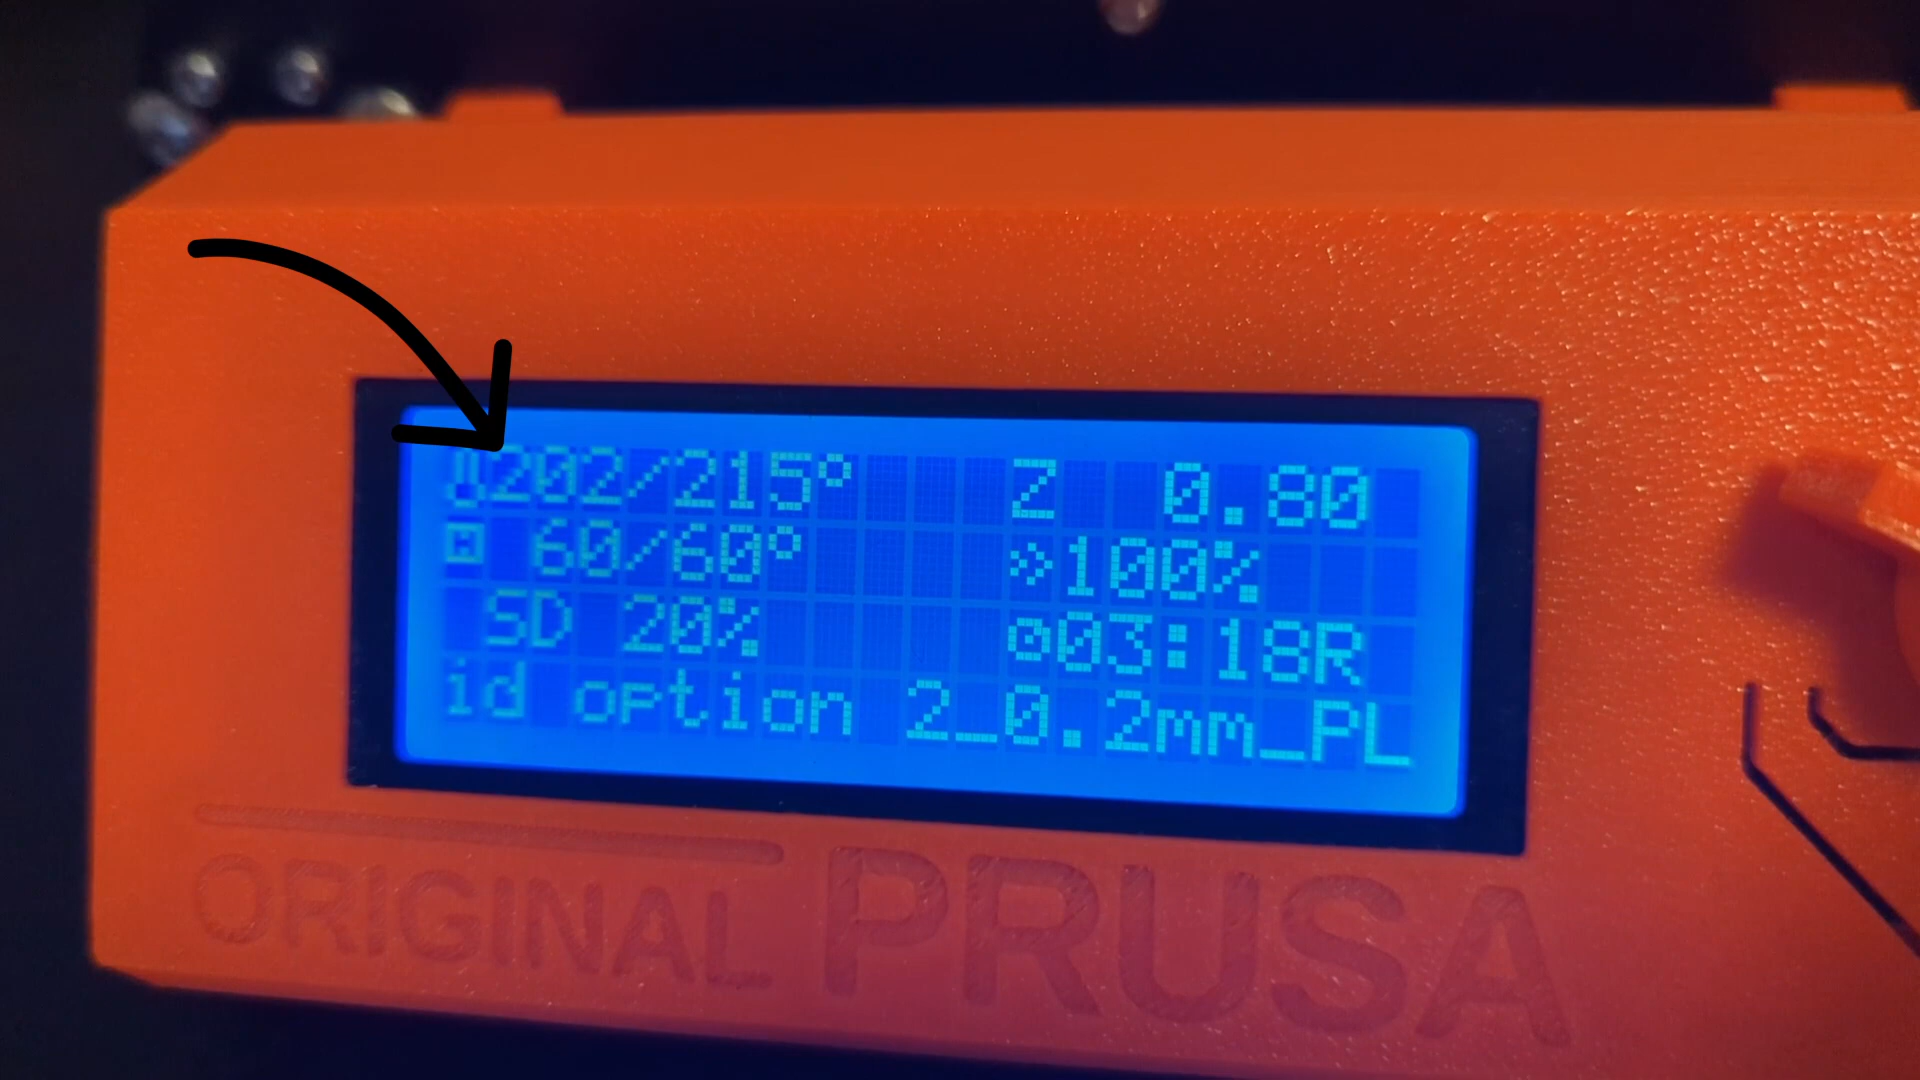 202/215° Z 0.80
60/60° 100%
SD 20% 03:18R
id option 2_0.2mm_PL
ORIGINAL PRUSA